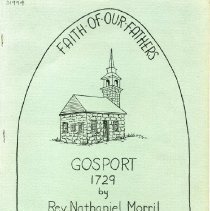 FAITH OF OUR FATHERS
GOSPORT
1729
by
Rev Nathaniel Morril